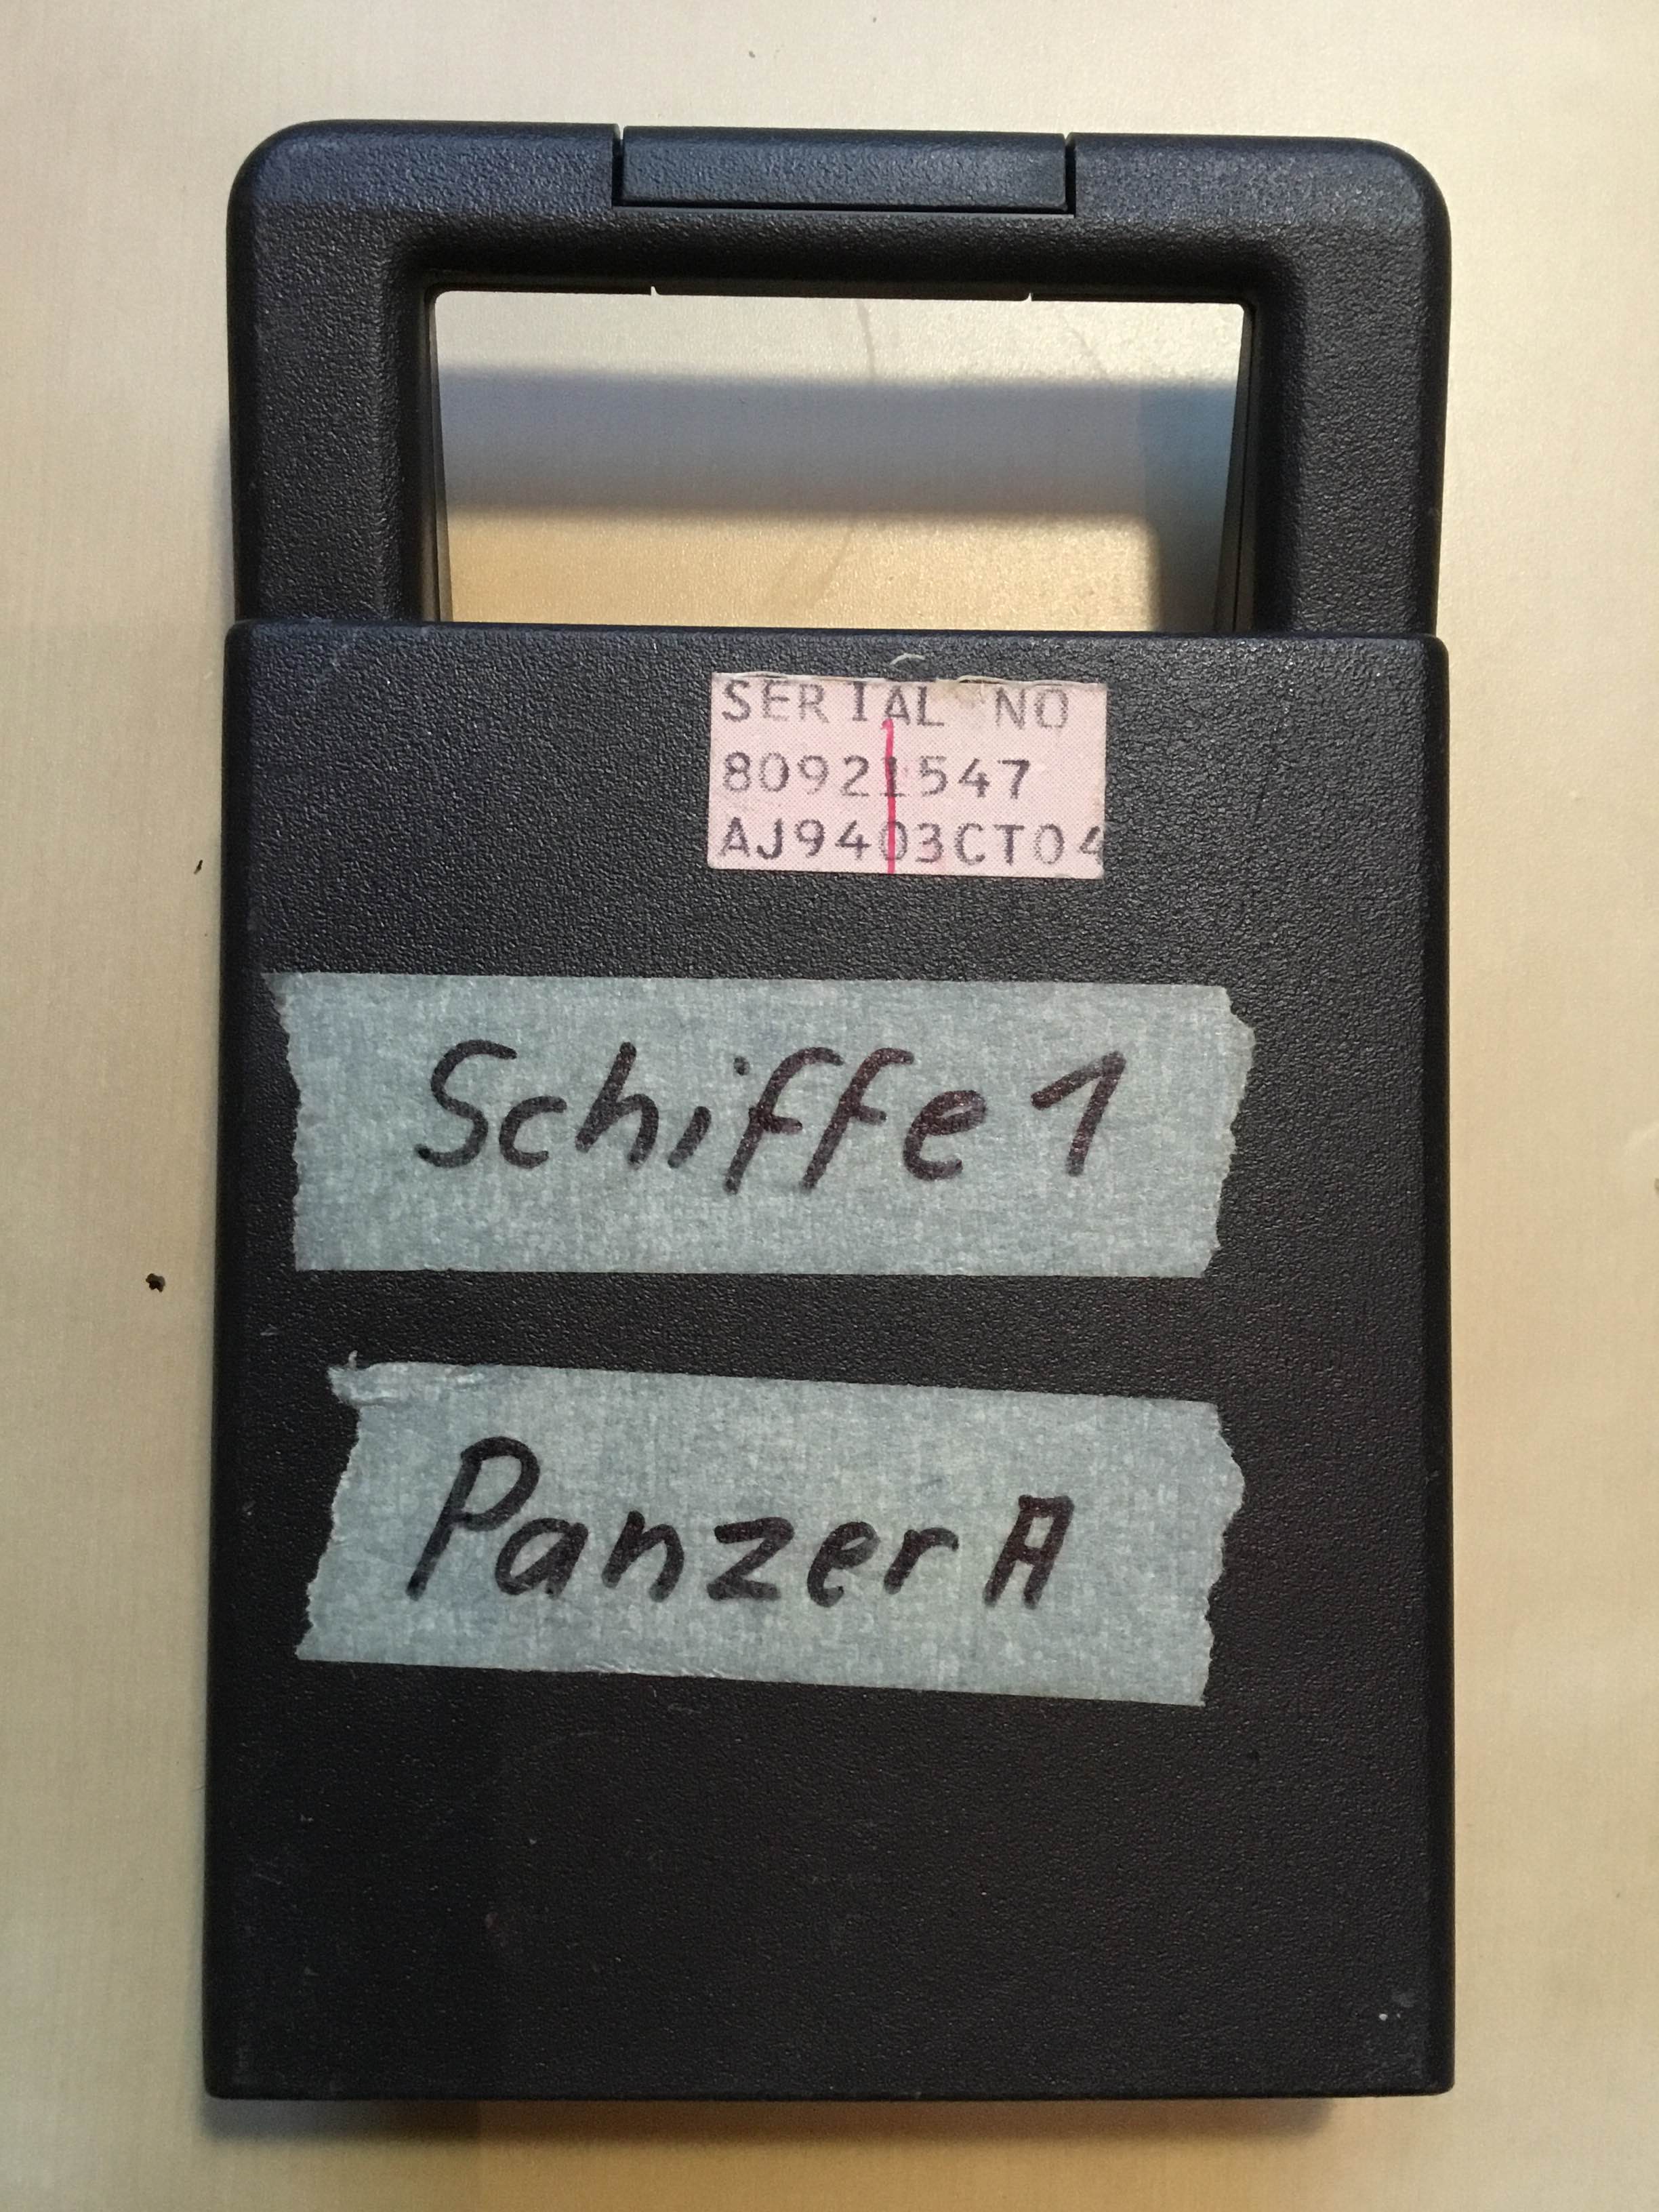 SERIAL NO
80921547
AJ9403CT04
Schiffe 1
Panzer A